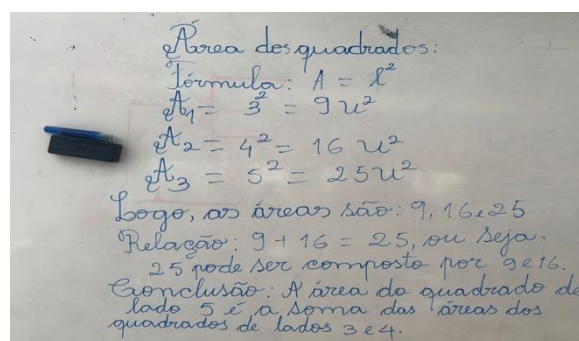 Área dos quadrados:
Fórmula: A = l²
A₁ = 3² = 9 u²
A₂ = 4² = 16 u²
A₃ = 5² = 25 u²
Logo, as áreas são: 9, 16 e 25
Relação: 9 + 16 = 25, ou seja.
25 pode ser composto por 9 e 16.
Conclusão: A área do quadrado de
lado 5 é a soma das áreas dos
quadrados de lados 3 e 4.